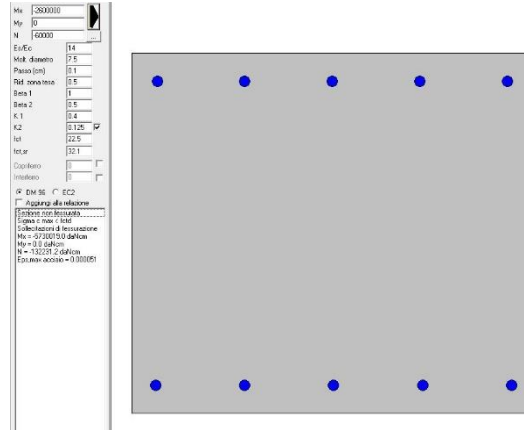 Mx -2600000
My 0
N -60000
...
Es/Ec 14
Molt. diametro 7.5
Passo (cm) 0.1
Rid. zona tesa 0.5
Beta 1 1
Beta 2 0.5
K 1 0.4
K2 0.125
fct 22.5
fct,sr 32.1
Copriferro 0
Interferro 0
DM 96 EC2
Aggiungi alla relazione
Sezione non fessurata
Sigma c max < fctd
Sollecitazioni di fessurazione
Mx = -5730019.0 daNcm
My = 0.0 daNcm
N = -132231.2 daNcm
Eps,max acciaio = 0.000051